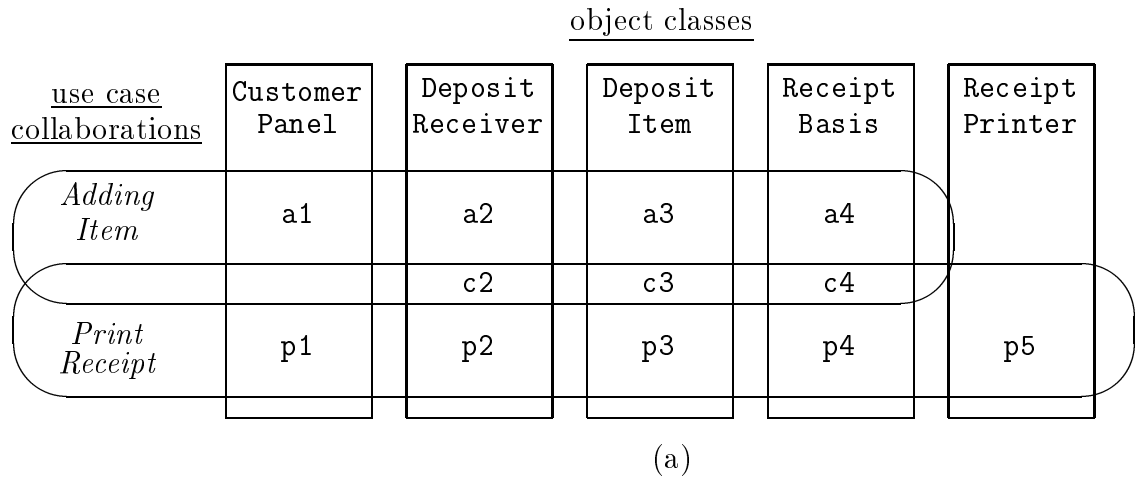 object classes
use case
collaborations
Customer
Panel
Deposit
Receiver
Deposit
Item
Receipt
Basis
Receipt
Printer
Adding
Item
a1 a2 a3 a4
c2 c3 c4
Print
Receipt
p1 p2 p3 p4 p5
(a)